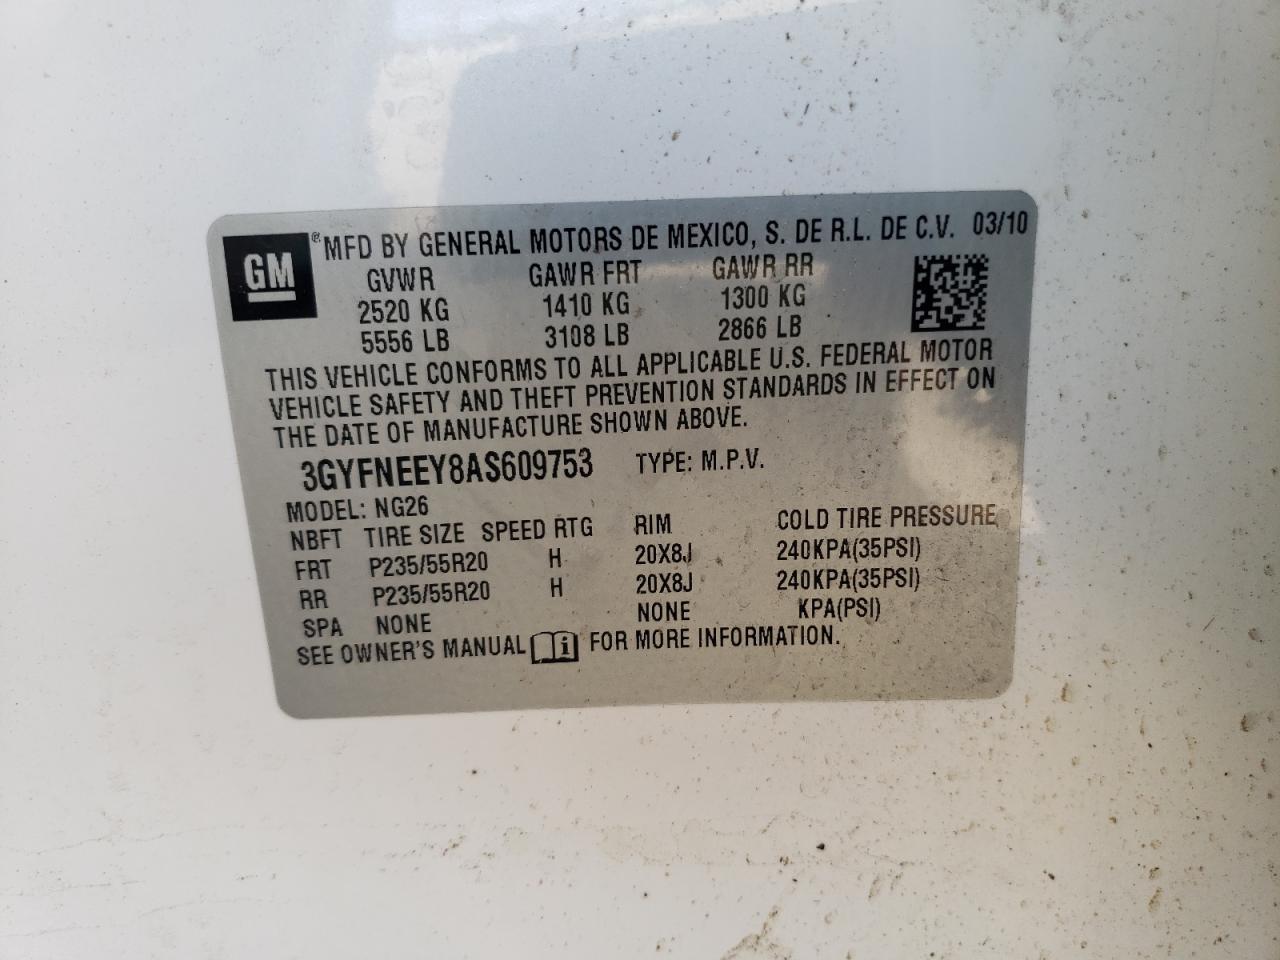 GM ® MFD BY GENERAL MOTORS DE MEXICO, S. DE R.L. DE C.V. 03/10
GVWR GAWR FRT GAWR RR
2520 KG 1410 KG 1300 KG
5556 LB 3108 LB 2866 LB
THIS VEHICLE CONFORMS TO ALL APPLICABLE U.S. FEDERAL MOTOR
VEHICLE SAFETY AND THEFT PREVENTION STANDARDS IN EFFECT ON
THE DATE OF MANUFACTURE SHOWN ABOVE.
3GYFNEEY8AS609753 TYPE: M.P.V.
MODEL: NG26
NBFT TIRE SIZE SPEED RTG RIM COLD TIRE PRESSURE
FRT P235/55R20 H 20X8J 240KPA(35PSI)
RR P235/55R20 H 20X8J 240KPA(35PSI)
SPA NONE NONE KPA(PSI)
SEE OWNER'S MANUAL i FOR MORE INFORMATION.